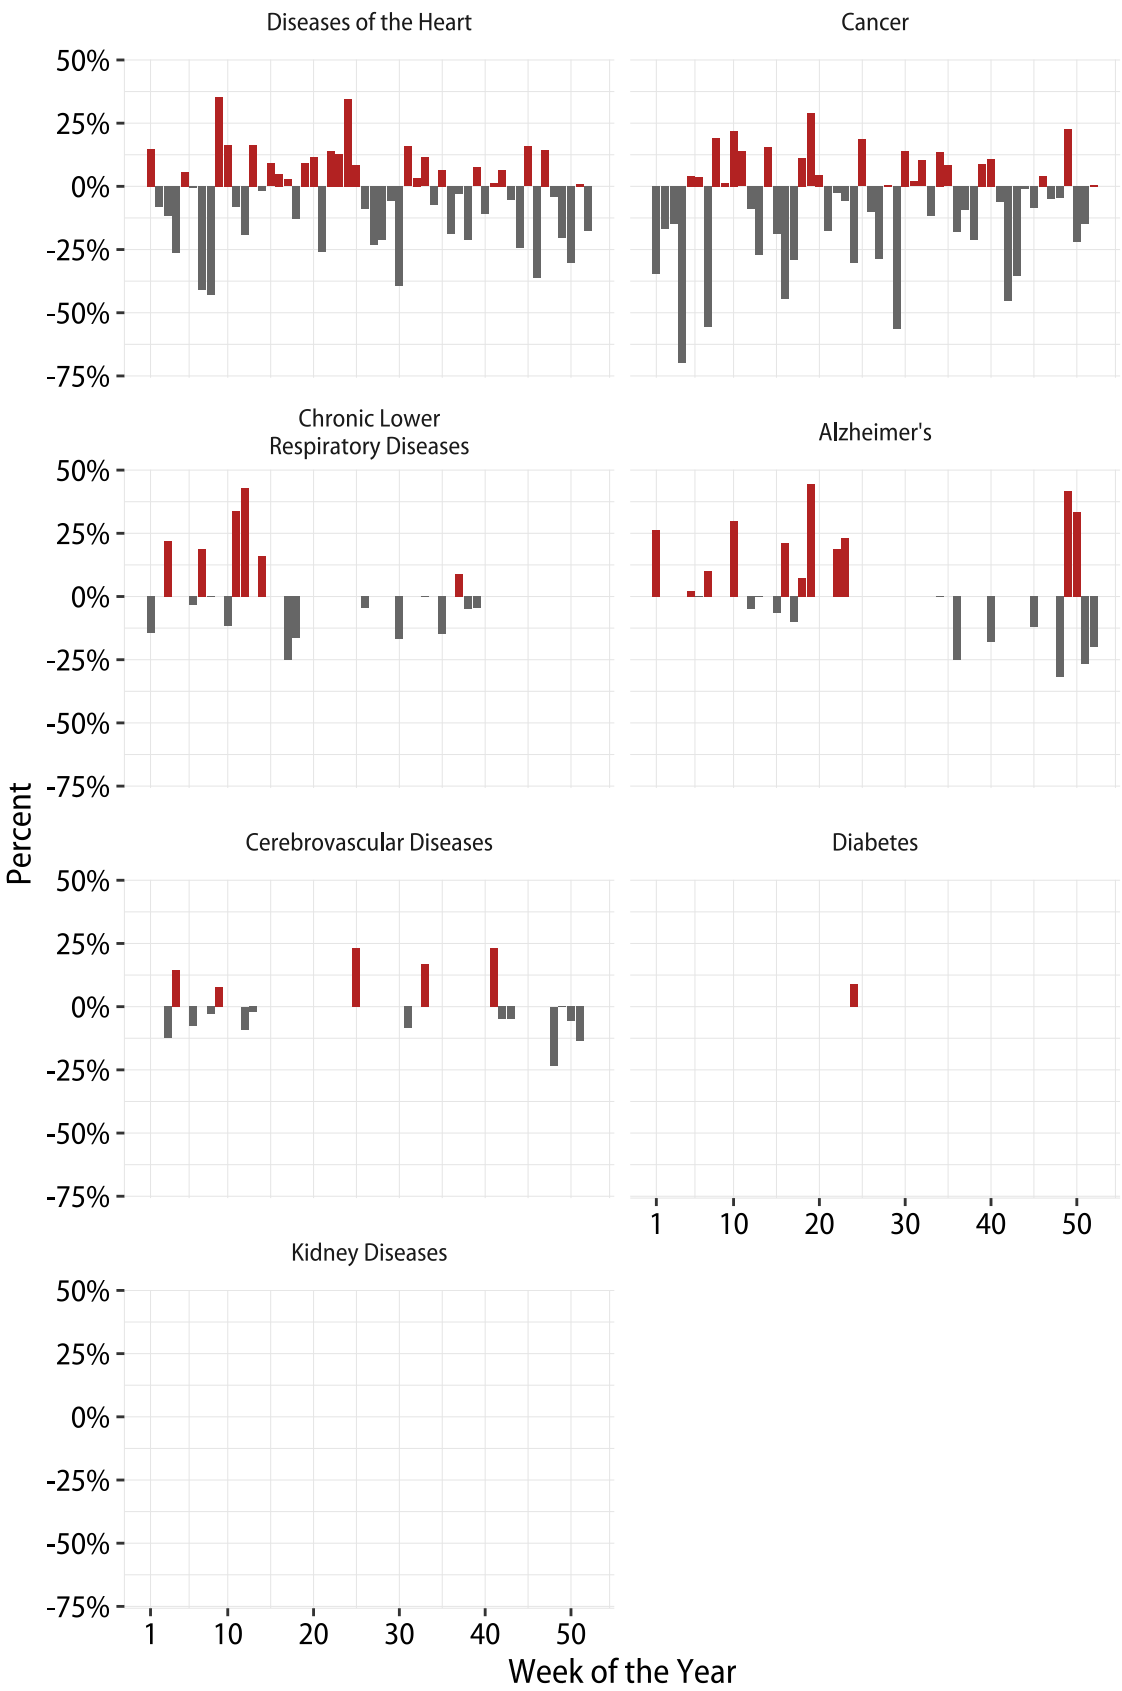 Diseases of the Heart
Cancer
50%
25%
0%
-25%
-50%
-75%
Chronic Lower
Respiratory Diseases
Alzheimer's
50%
25%
0%
-25%
-50%
-75%
Percent
Cerebrovascular Diseases
Diabetes
50%
25%
0%
-25%
-50%
-75%
1 10 20 30 40 50
Kidney Diseases
50%
25%
0%
-25%
-50%
-75%
1 10 20 30 40 50
Week of the Year